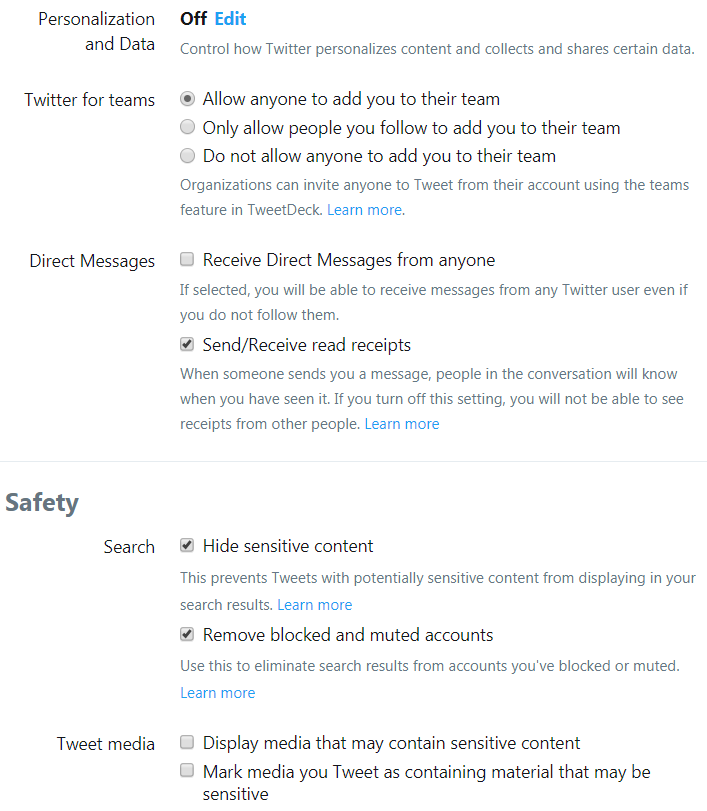 Personalization and Data
Off Edit
Control how Twitter personalizes content and collects and shares certain data.
Twitter for teams
Allow anyone to add you to their team
Only allow people you follow to add you to their team
Do not allow anyone to add you to their team
Organizations can invite anyone to Tweet from their account using the teams
feature in TweetDeck. Learn more.
Direct Messages
Receive Direct Messages from anyone
If selected, you will be able to receive messages from any Twitter user even if
you do not follow them.
Send/Receive read receipts
When someone sends you a message, people in the conversation will know
when you have seen it. If you turn off this setting, you will not be able to see
receipts from other people. Learn more
Safety
Search
Hide sensitive content
This prevents Tweets with potentially sensitive content from displaying in your
search results. Learn more
Remove blocked and muted accounts
Use this to eliminate search results from accounts you've blocked or muted.
Learn more
Tweet media
Display media that may contain sensitive content
Mark media you Tweet as containing material that may be
sensitive